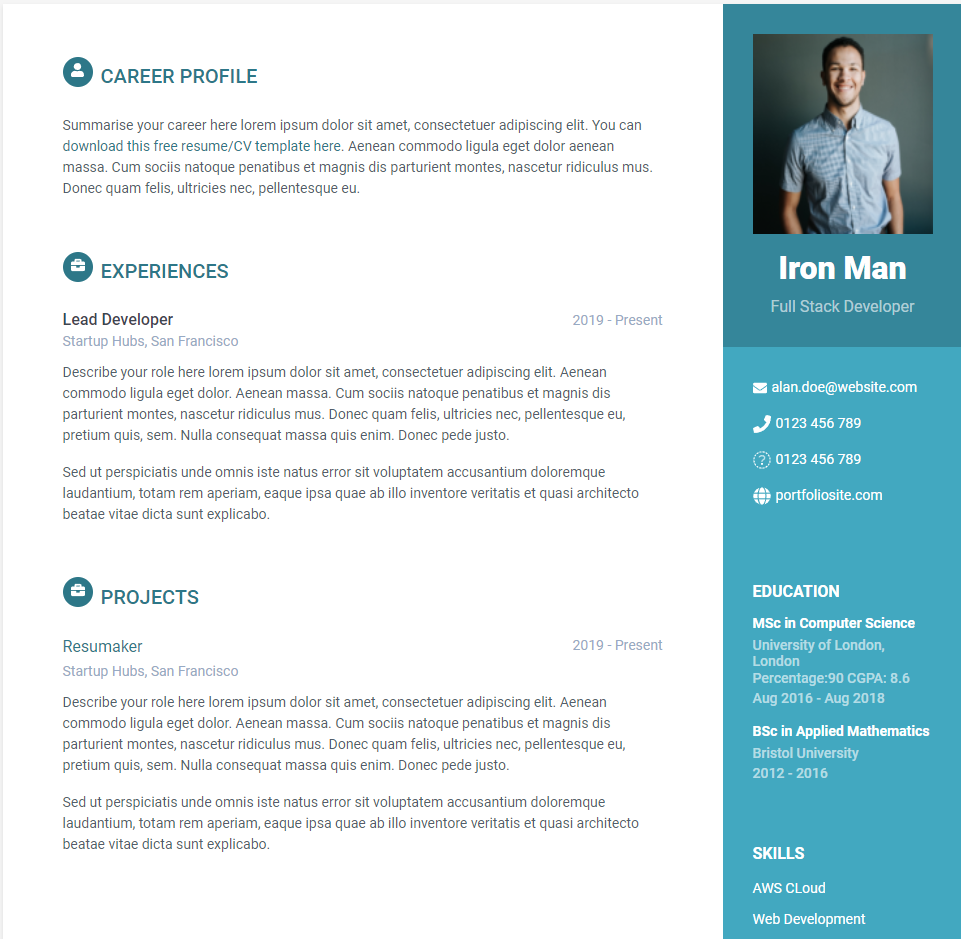 CAREER PROFILE
Summarise your career here lorem ipsum dolor sit amet, consectetuer adipiscing elit. You can
download this free resume/CV template here. Aenean commodo ligula eget dolor aenean
massa. Cum sociis natoque penatibus et magnis dis parturient montes, nascetur ridiculus mus.
Donec quam felis, ultricies nec, pellentesque eu.
EXPERIENCES
Lead Developer
2019 - Present
Startup Hubs, San Francisco
Describe your role here lorem ipsum dolor sit amet, consectetuer adipiscing elit. Aenean
commodo ligula eget dolor. Aenean massa. Cum sociis natoque penatibus et magnis dis
parturient montes, nascetur ridiculus mus. Donec quam felis, ultricies nec, pellentesque eu,
pretium quis, sem. Nulla consequat massa quis enim. Donec pede justo.
Sed ut perspiciatis unde omnis iste natus error sit voluptatem accusantium doloremque
laudantium, totam rem aperiam, eaque ipsa quae ab illo inventore veritatis et quasi architecto
beatae vitae dicta sunt explicabo.
PROJECTS
Resumaker
2019 - Present
Startup Hubs, San Francisco
Describe your role here lorem ipsum dolor sit amet, consectetuer adipiscing elit. Aenean
commodo ligula eget dolor. Aenean massa. Cum sociis natoque penatibus et magnis dis
parturient montes, nascetur ridiculus mus. Donec quam felis, ultricies nec, pellentesque eu,
pretium quis, sem. Nulla consequat massa quis enim. Donec pede justo.
Sed ut perspiciatis unde omnis iste natus error sit voluptatem accusantium doloremque
laudantium, totam rem aperiam, eaque ipsa quae ab illo inventore veritatis et quasi architecto
beatae vitae dicta sunt explicabo.
Iron Man
Full Stack Developer
alan.doe@website.com
0123 456 789
0123 456 789
portfoliosite.com
EDUCATION
MSc in Computer Science
University of London,
London
Percentage:90 CGPA: 8.6
Aug 2016 - Aug 2018
BSc in Applied Mathematics
Bristol University
2012 - 2016
SKILLS
AWS CLoud
Web Development